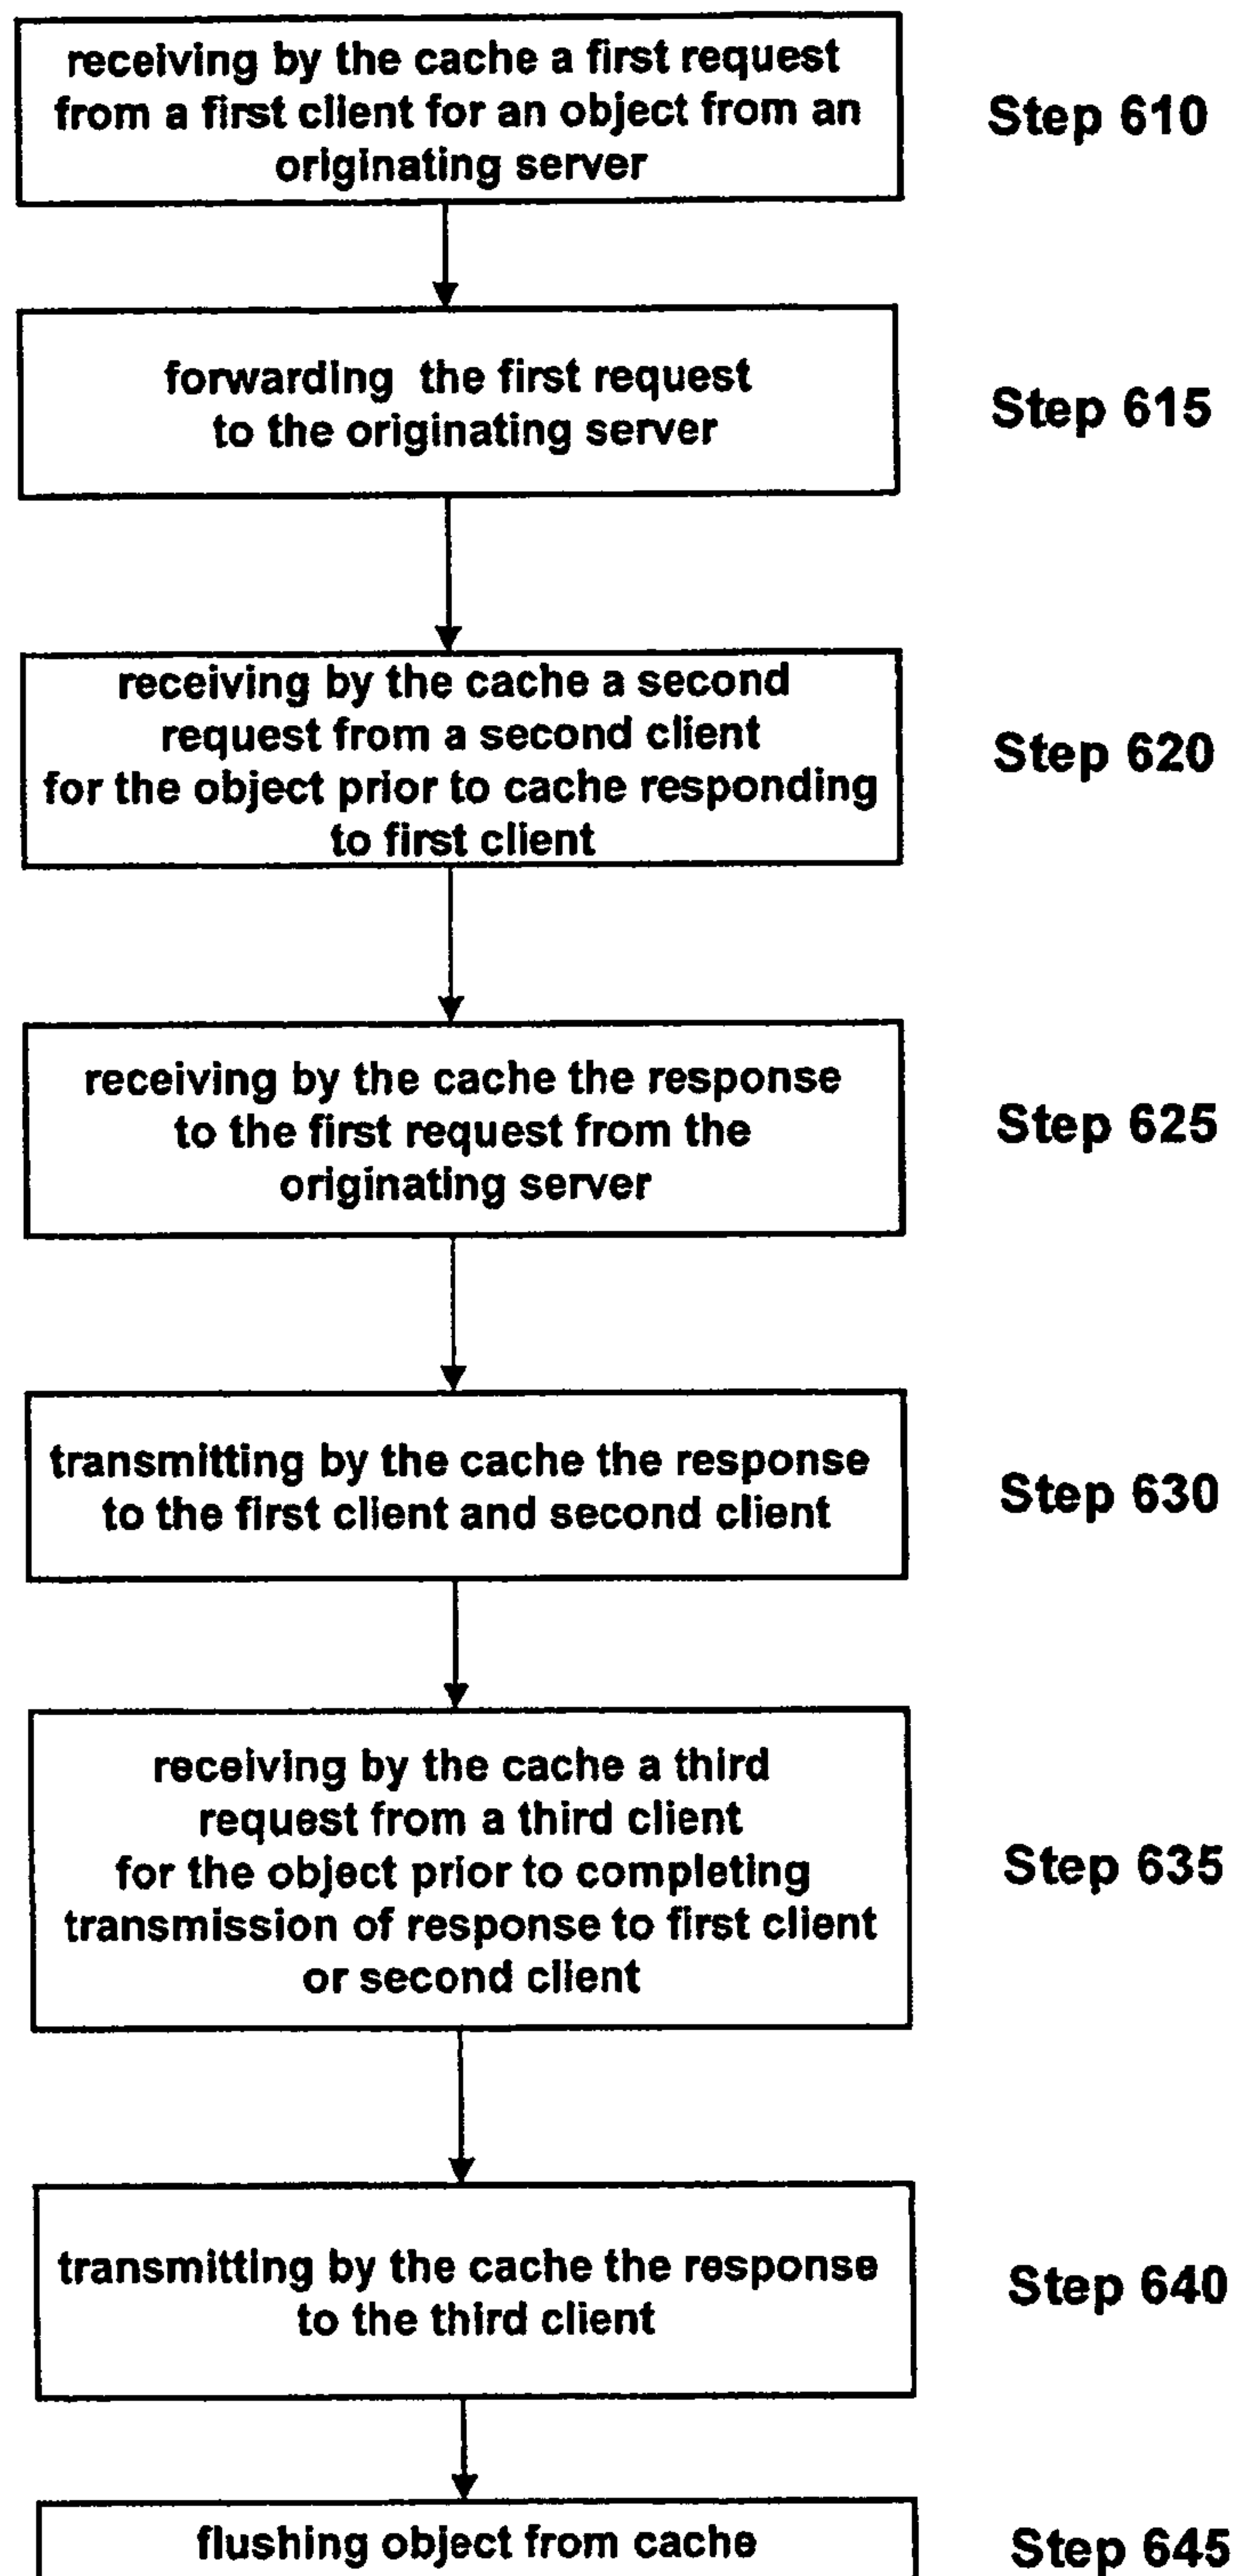 receiving by the cache a first request
from a first client for an object from an
originating server
Step 610
forwarding the first request
to the originating server
Step 615
receiving by the cache a second
request from a second client
for the object prior to cache responding
to first client
Step 620
receiving by the cache the response
to the first request from the
originating server
Step 625
transmitting by the cache the response
to the first client and second client
Step 630
receiving by the cache a third
request from a third client
for the object prior to completing
transmission of response to first client
or second client
Step 635
transmitting by the cache the response
to the third client
Step 640
flushing object from cache
Step 645